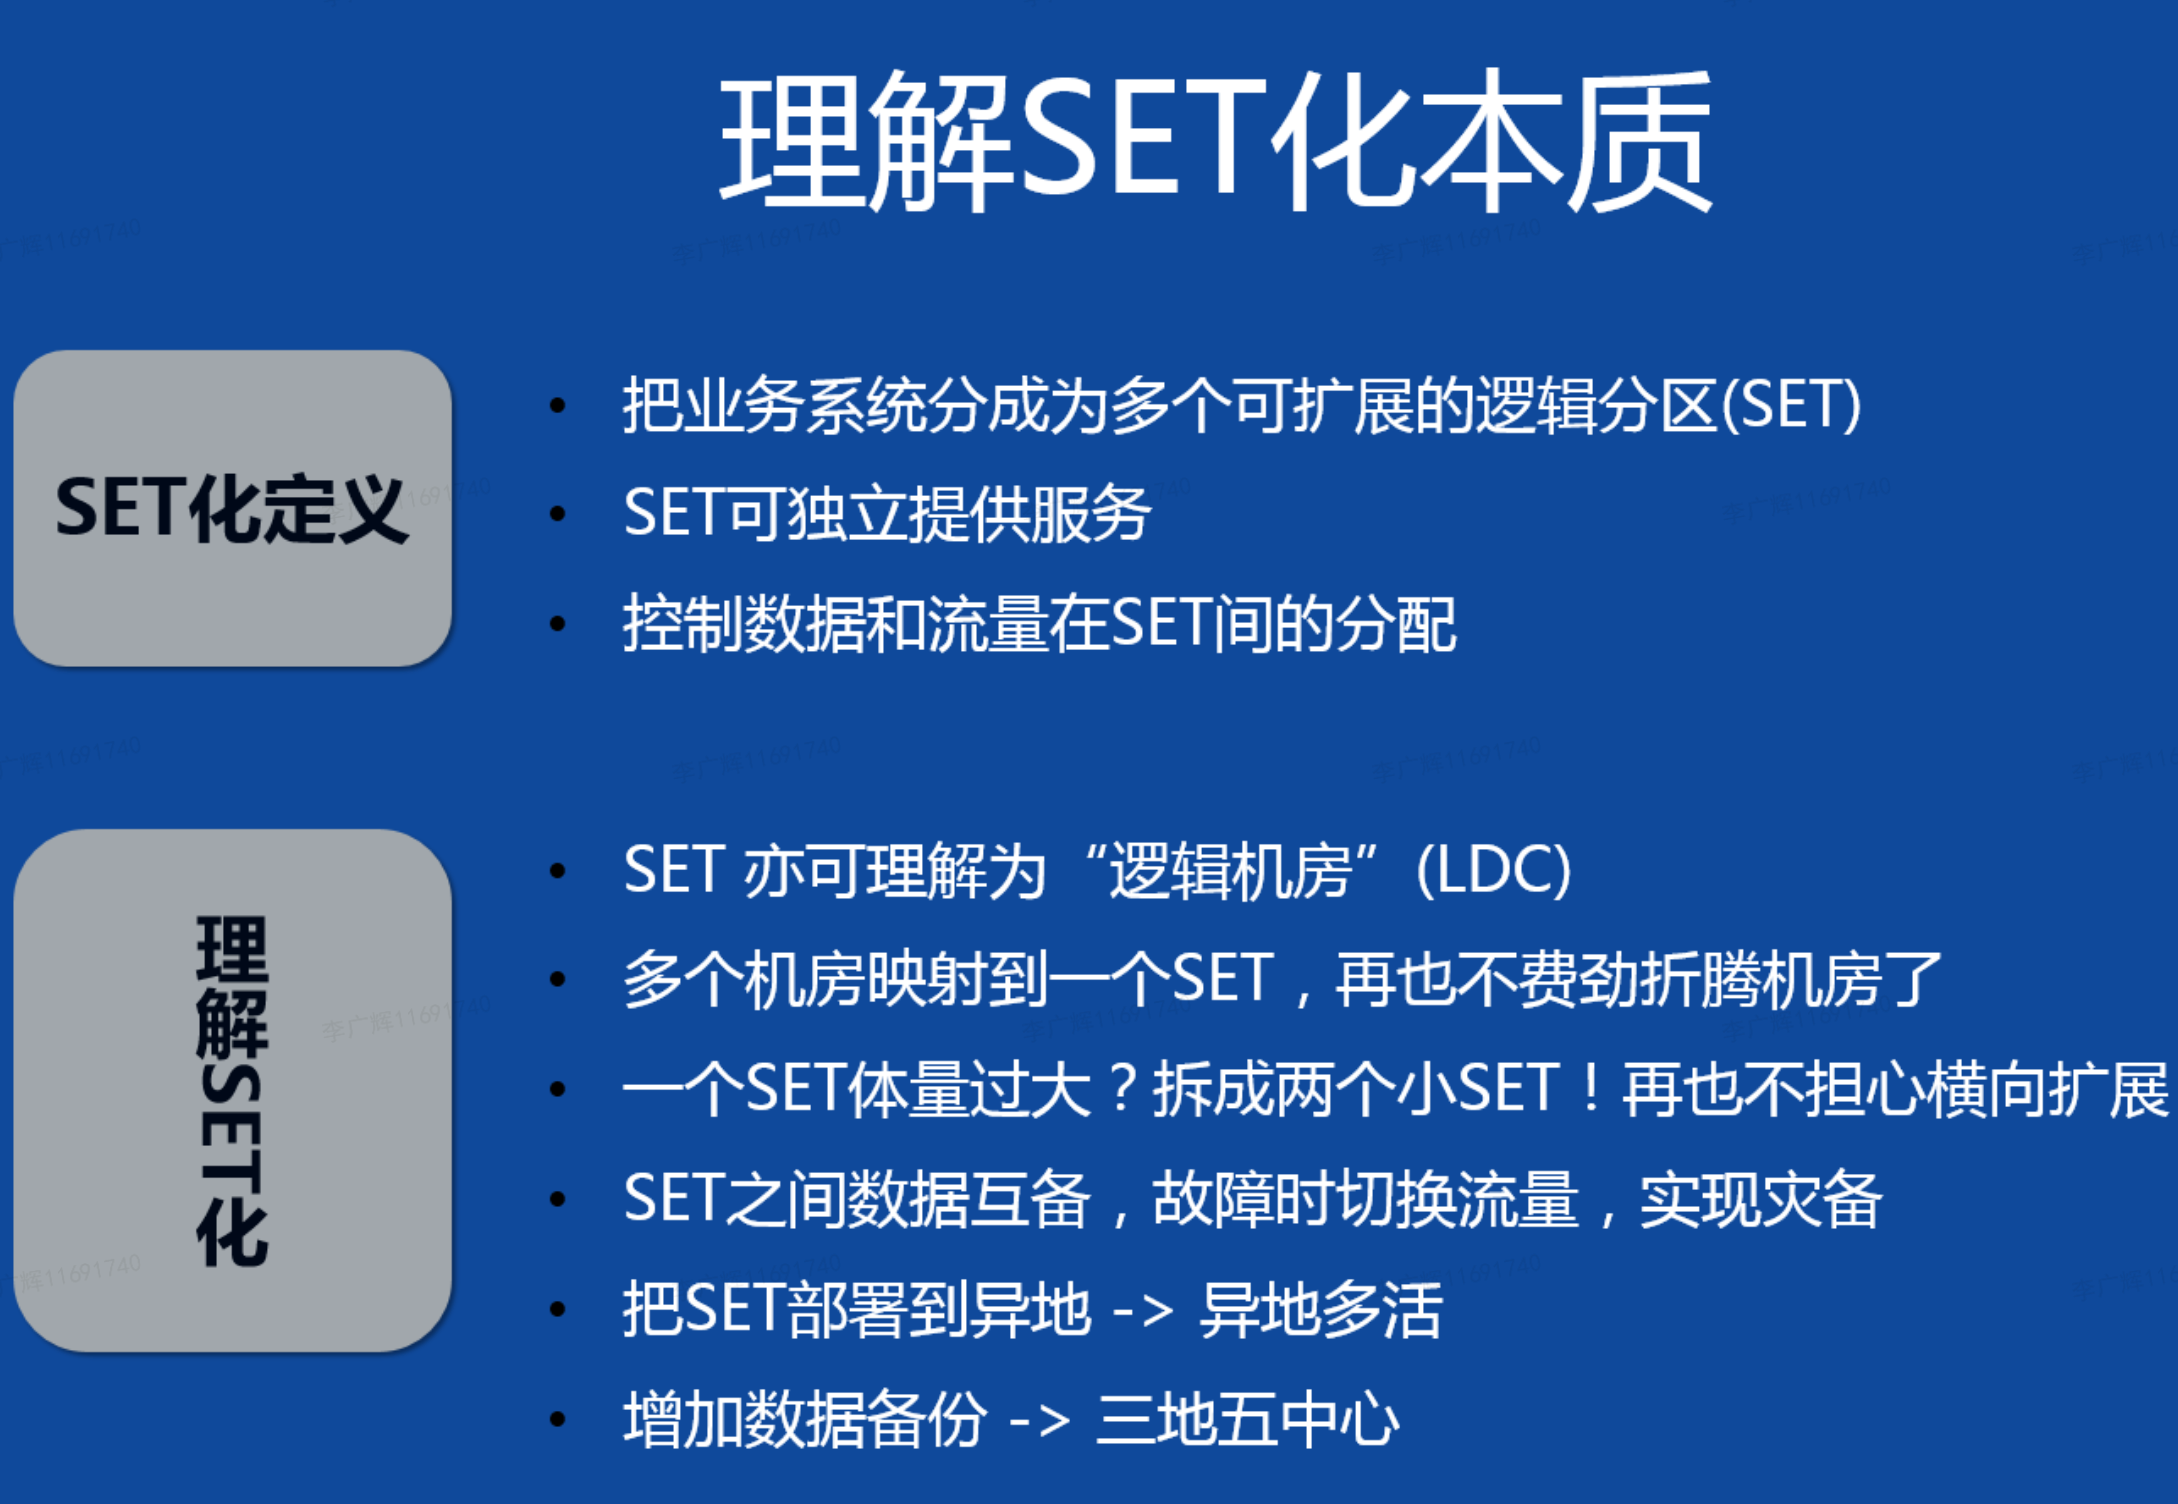 理解SET化本质
SET化定义
把业务系统分成为多个可扩展的逻辑分区(SET)
SET可独立提供服务
控制数据和流量在SET间的分配
理解SET化
SET 亦可理解为“逻辑机房”(LDC)
多个机房映射到一个SET，再也不费劲折腾机房了
一个SET体量过大？拆成两个小SET！再也不担心横向扩展
SET之间数据互备，故障时切换流量，实现灾备
把SET部署到异地 -> 异地多活
增加数据备份 -> 三地五中心
李广辉11691740